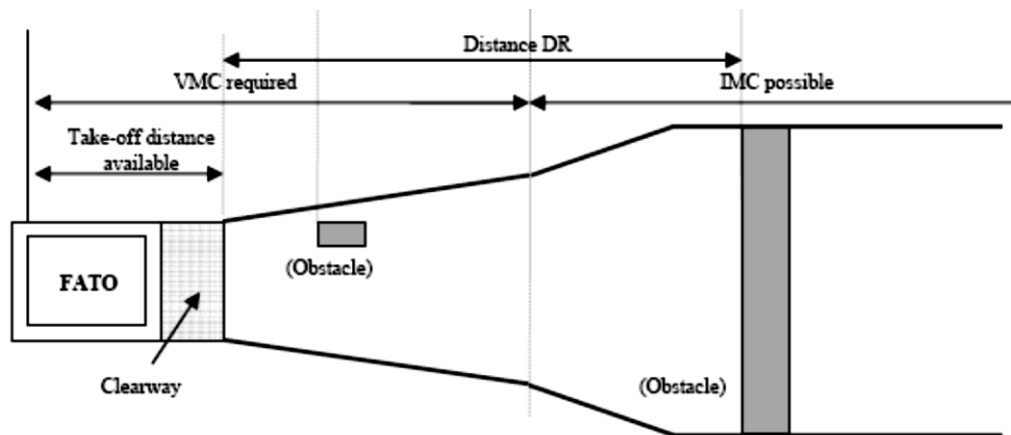 Distance DR
VMC required
IMC possible
Take-off distance
available
(Obstacle)
FATO
Clearway
(Obstacle)